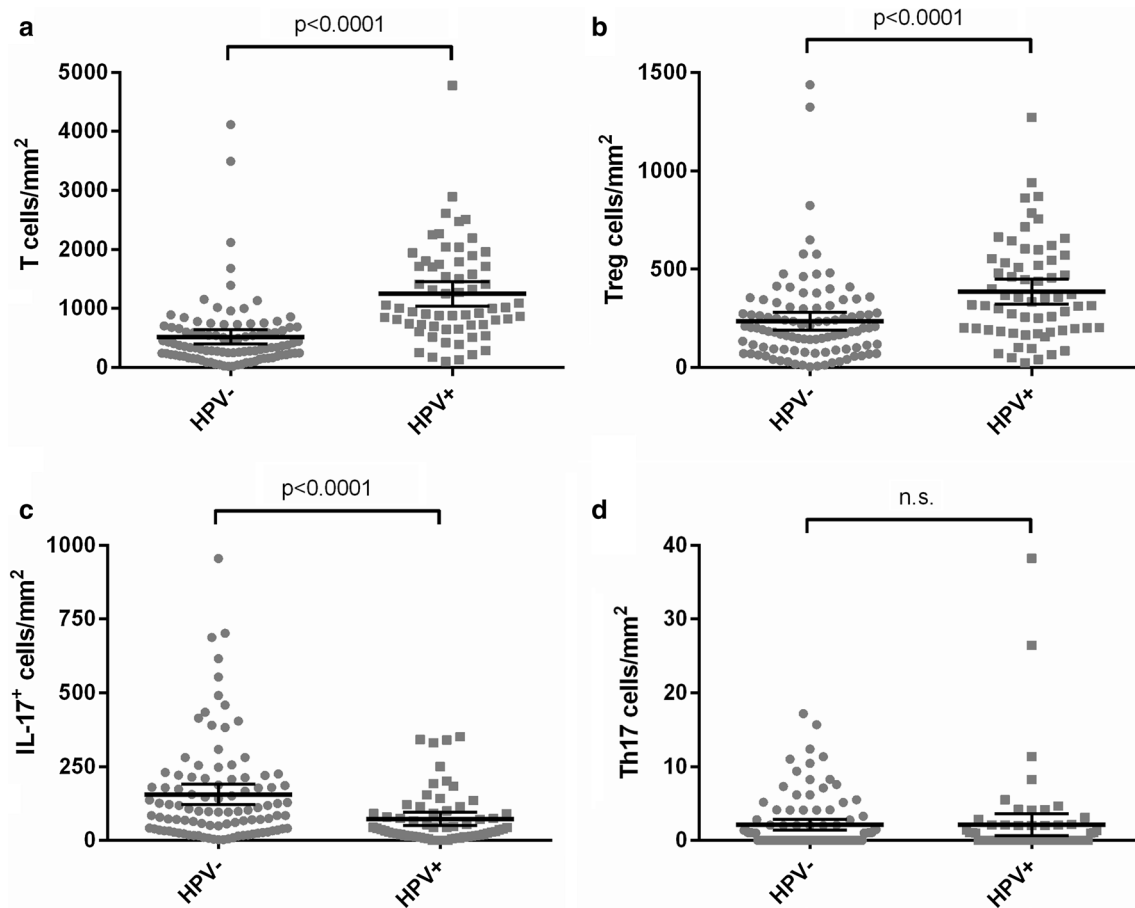 a
p<0.0001
T cells/mm²
5000
4000
3000
2000
1000
0
HPV-
HPV+
b
p<0.0001
Treg cells/mm²
1500
1000
500
0
HPV-
HPV+
c
p<0.0001
IL-17⁺ cells/mm²
1000
750
500
250
0
HPV-
HPV+
d
n.s.
Th17 cells/mm²
40
30
20
10
0
HPV-
HPV+